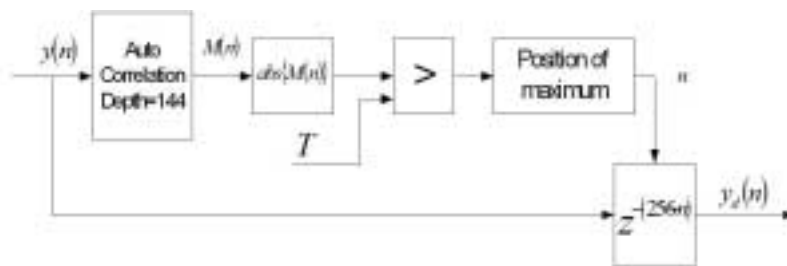 y(n)
Auto
Correlation
Depth=144
M(n)
abs{M(n)}
>
T
Position of
maximum
n
z^-(256-n)
y_d(n)